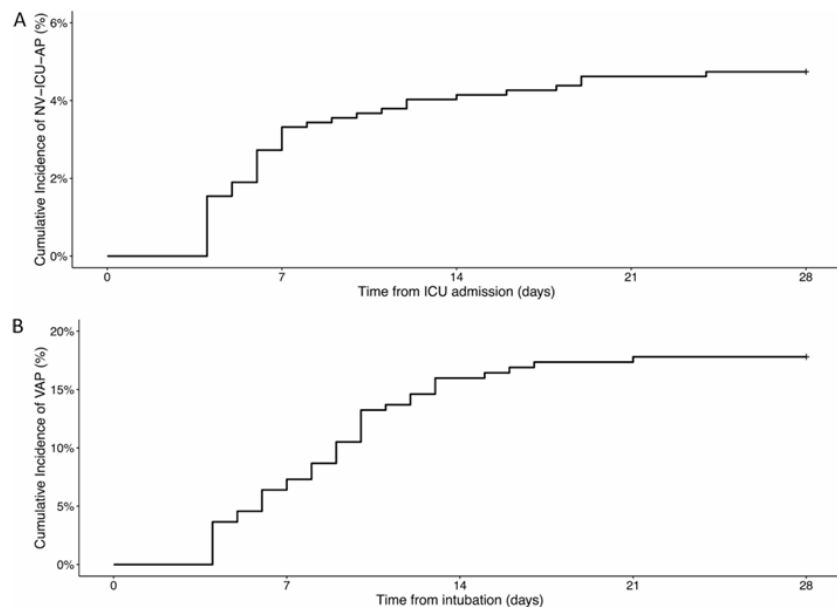 A
Cumulative Incidence of NV-ICU-AP (%)
6%
4%
2%
0%
0 7 14 21 28
Time from ICU admission (days)
B
Cumulative Incidence of VAP (%)
20%
15%
10%
5%
0%
0 7 14 21 28
Time from intubation (days)